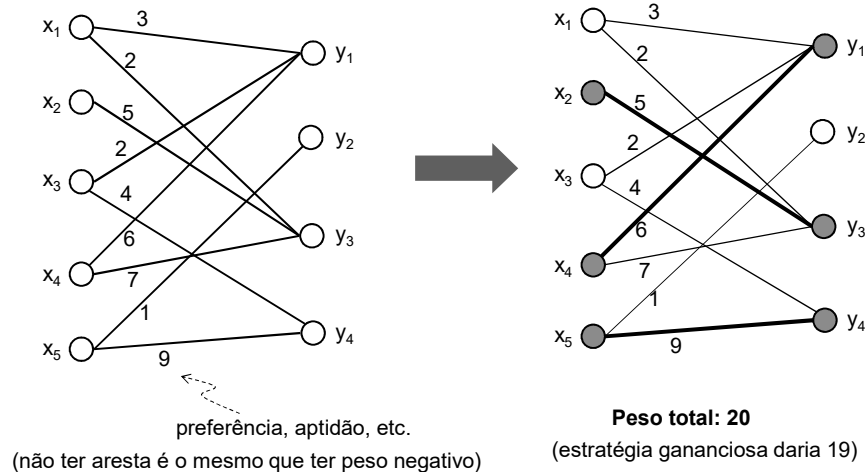 x1
3
y1
2
x2
5
y2
2
x3
4
6
y3
x4
7
1
y4
x5
9
preferência, aptidão, etc.
(não ter aresta é o mesmo que ter peso negativo)
x1
3
y1
2
x2
5
y2
2
x3
4
6
y3
x4
7
1
y4
x5
9
Peso total: 20
(estratégia gananciosa daria 19)